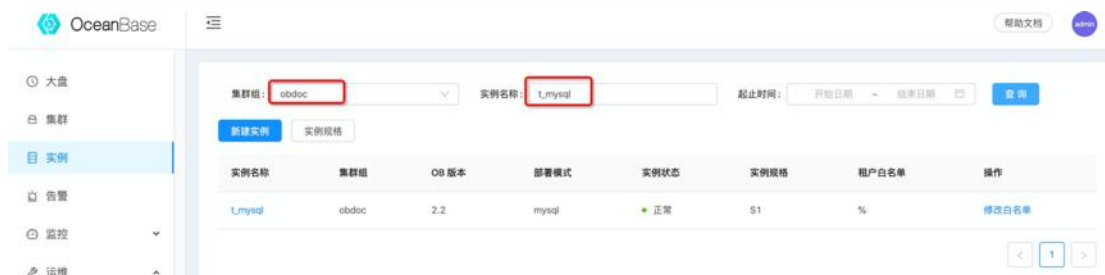 OceanBase
帮助文档
admin
大盘
集群
实例
告警
监控
运维
集群组: obdoc
实例名称: t_mysql
起止时间: 开始日期 ~ 结束日期
查询
新建实例
实例规格
实例名称 集群组 OB 版本 部署模式 实例状态 实例规格 租户白名单 操作
t_mysql obdoc 2.2 mysql 正常 S1 % 修改白名单
< 1 >